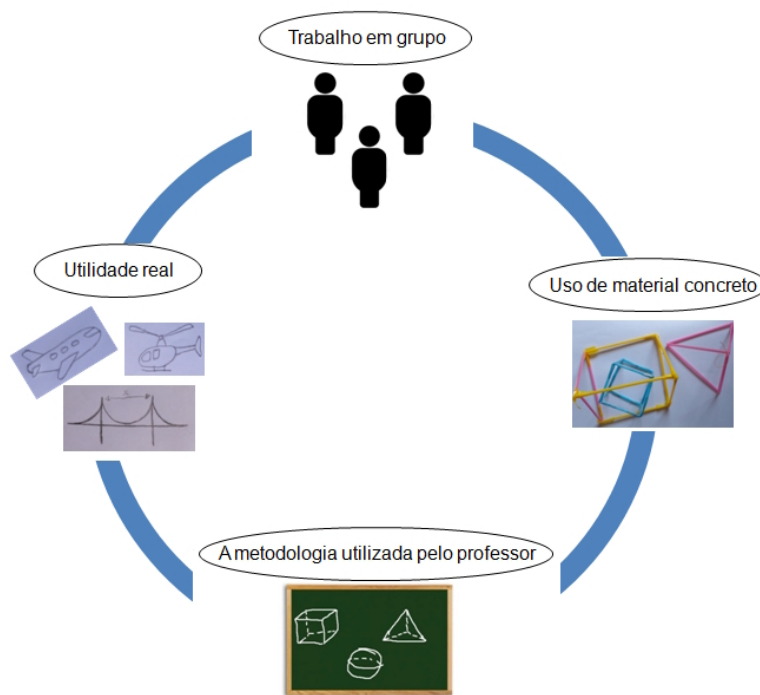 Trabalho em grupo
Utilidade real
Uso de material concreto
A metodologia utilizada pelo professor